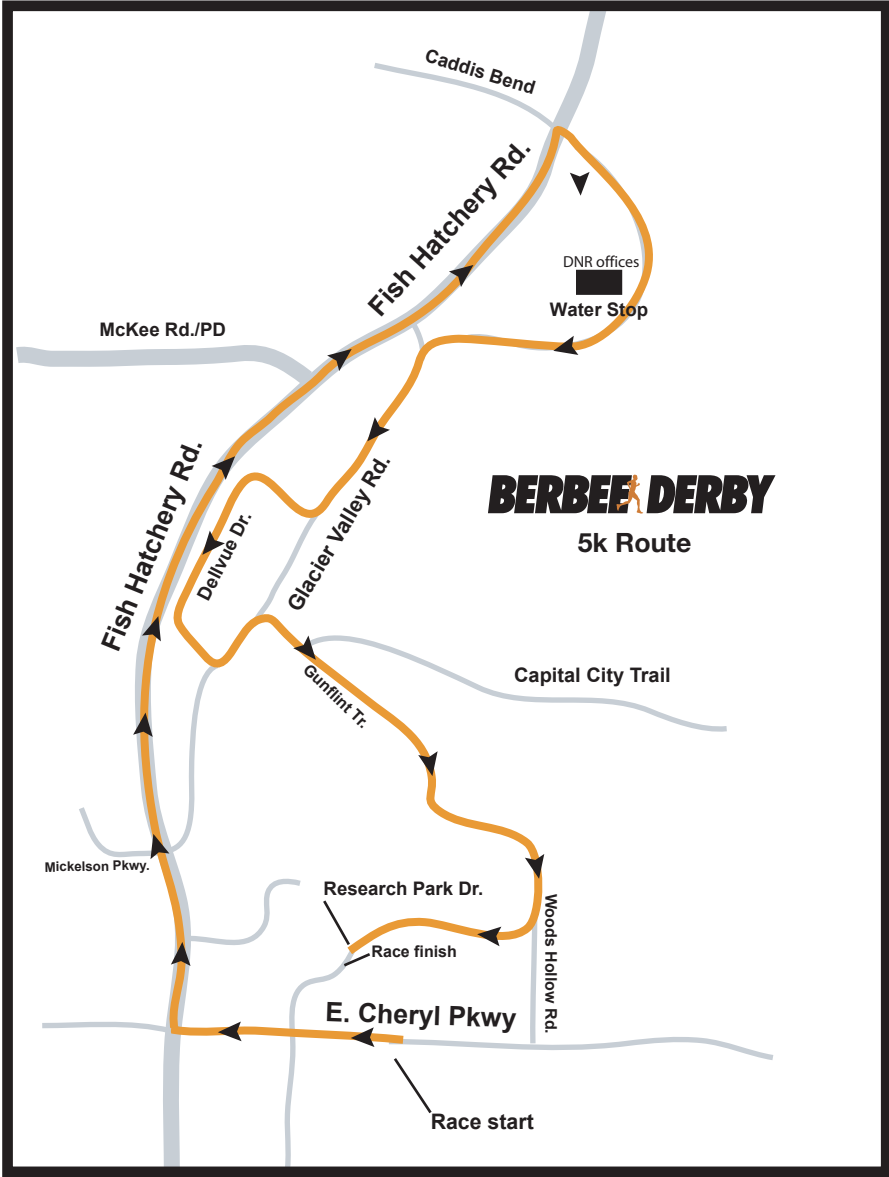 Caddis Bend
Fish Hatchery Rd.
DNR offices
Water Stop
McKee Rd./PD
Fish Hatchery Rd.
Glacier Valley Rd.
BERBEE DERBY
5k Route
Dellvue Dr.
Capital City Trail
Gunflint Tr.
Mickelson Pkwy.
Research Park Dr.
Woods Hollow Rd.
Race finish
E. Cheryl Pkwy
Race start